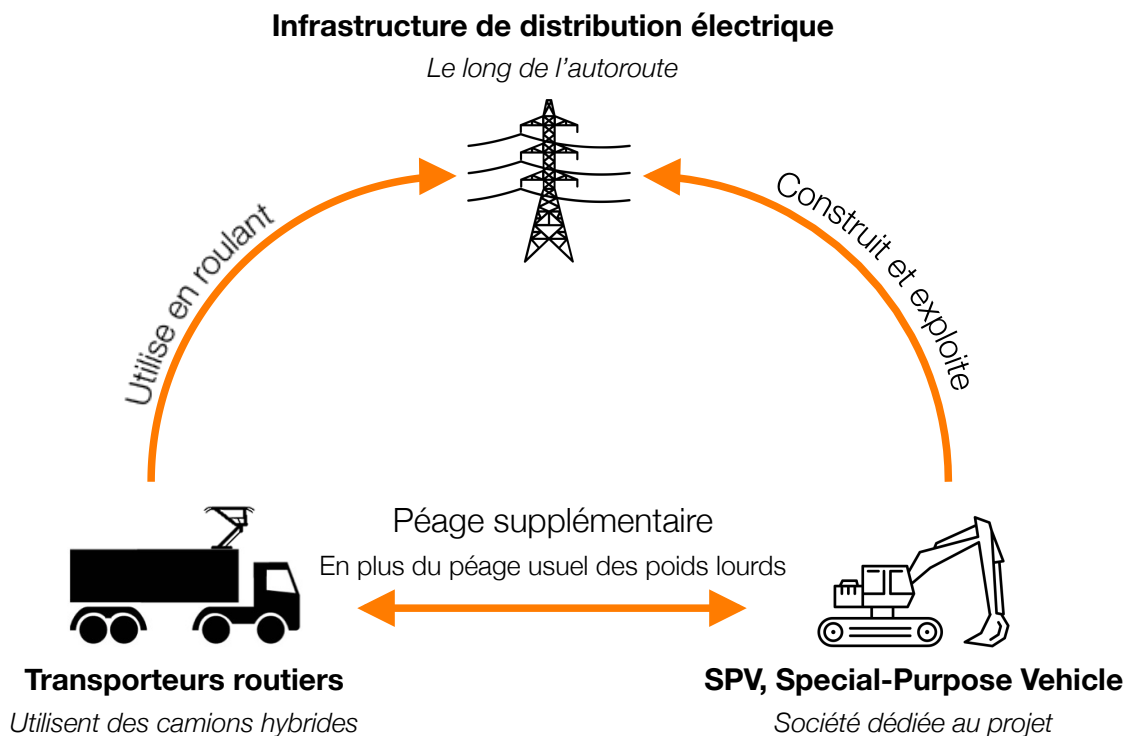 Infrastructure de distribution électrique
Le long de l’autoroute
Utilise en roulant
Construit et exploite
Péage supplémentaire
En plus du péage usuel des poids lourds
Transporteurs routiers
Utilisent des camions hybrides
SPV, Special-Purpose Vehicle
Société dédiée au projet